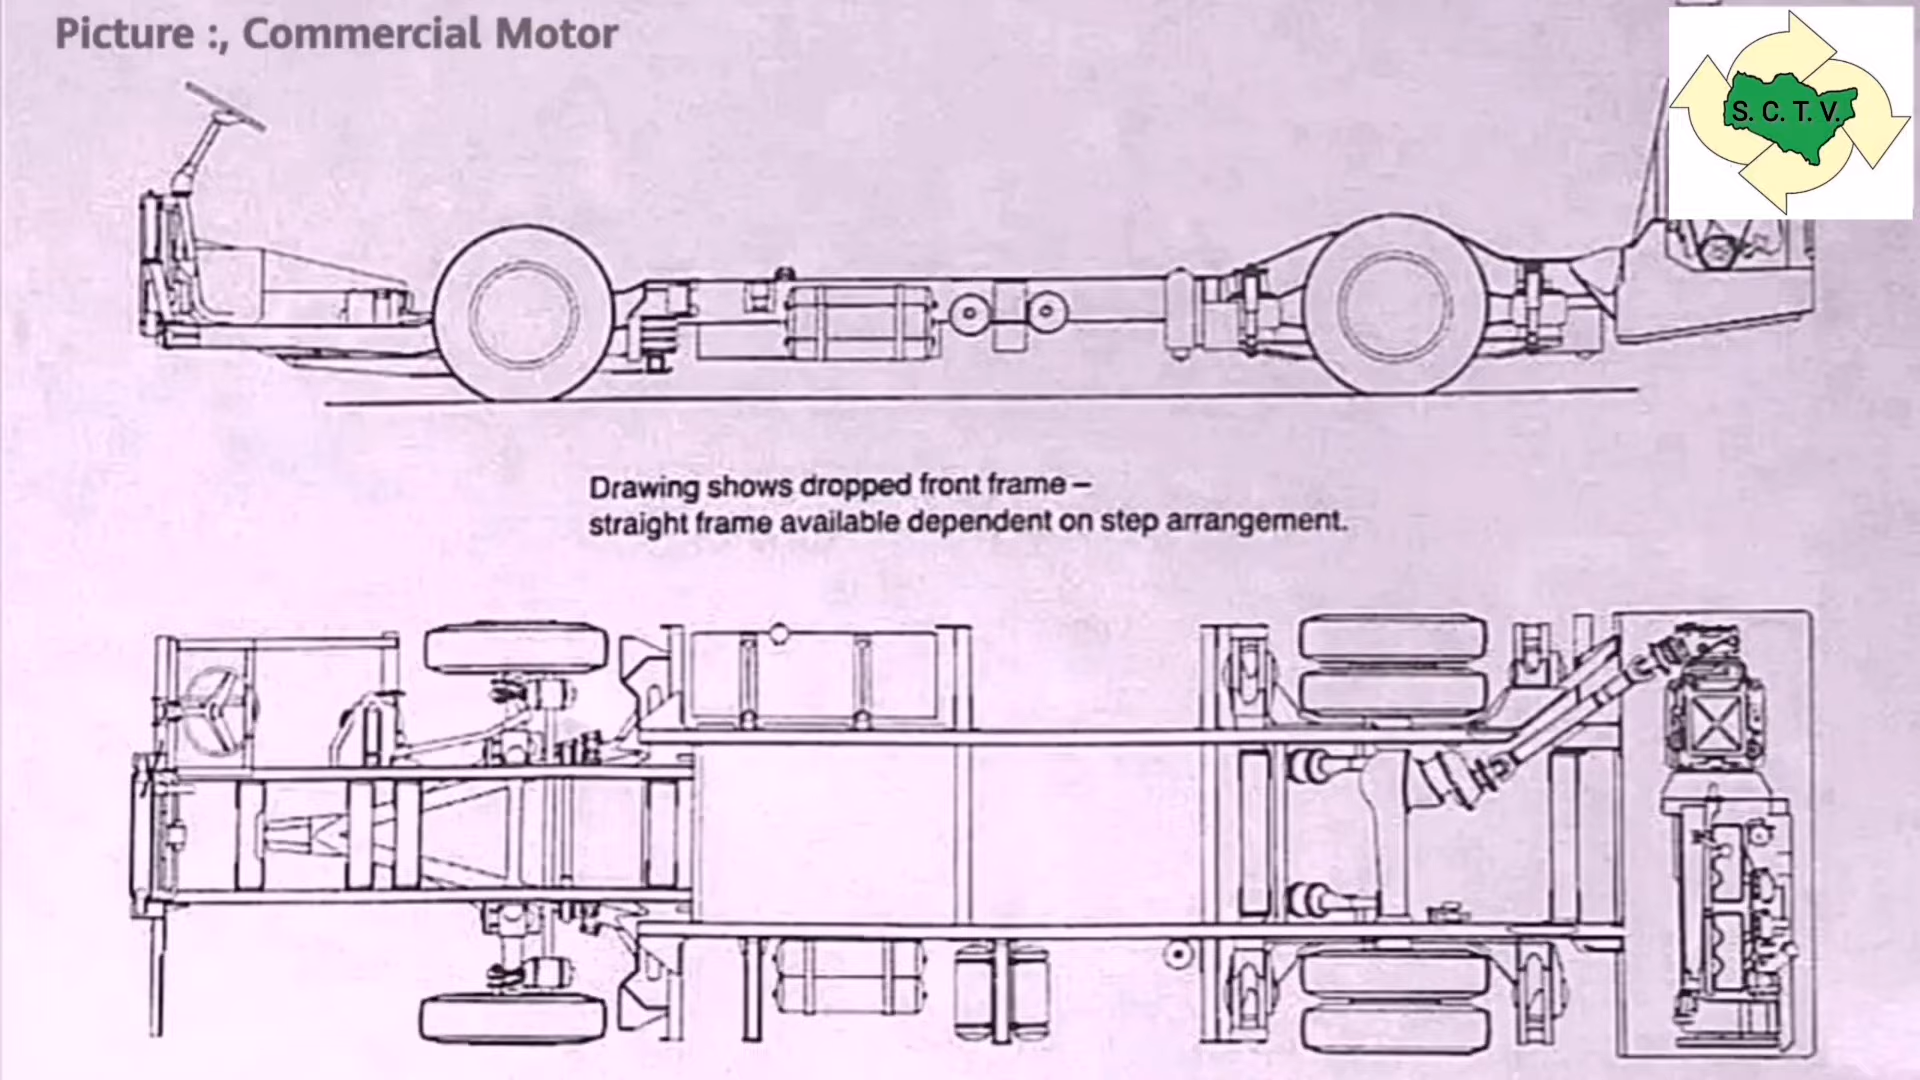 Picture :, Commercial Motor
S. C. T. V.
Drawing shows dropped front frame –
straight frame available dependent on step arrangement.